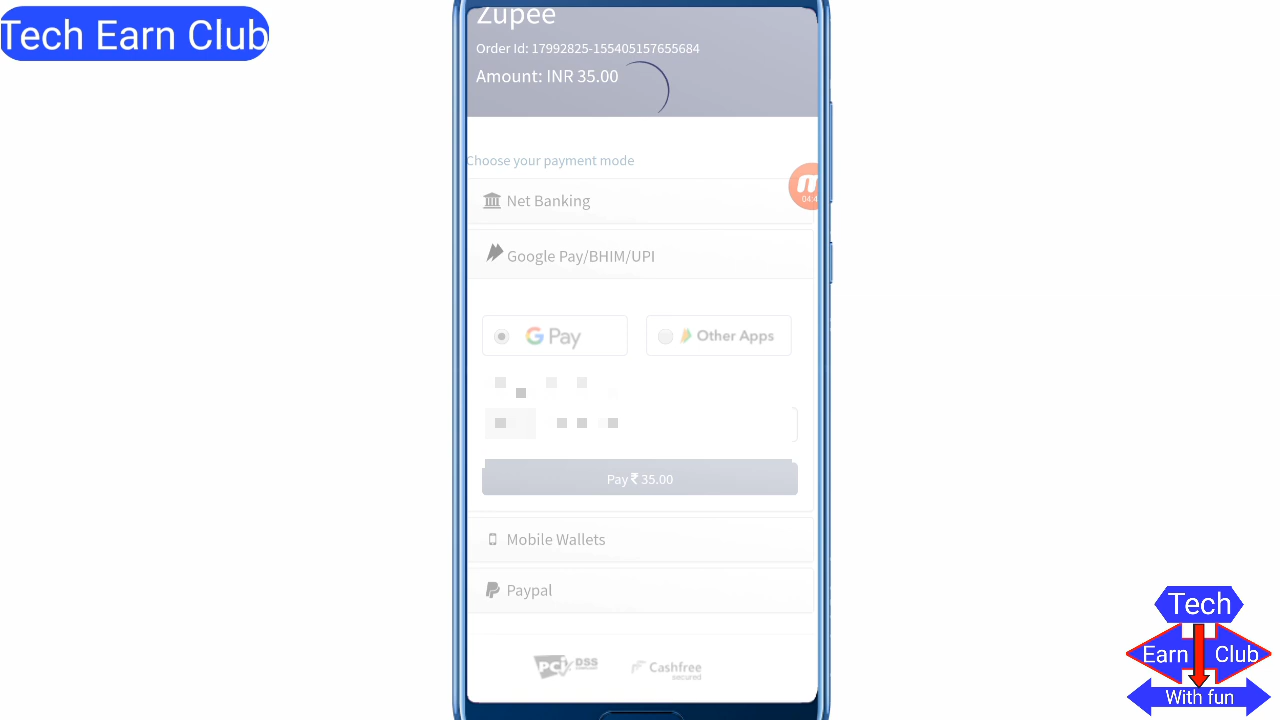 Tech Earn Club
Zupee
Order Id: 17992825-155405157655684
Amount: INR 35.00
Choose your payment mode
Net Banking
04:4
Google Pay/BHIM/UPI
G Pay
Other Apps
Pay ₹ 35.00
Mobile Wallets
Paypal
PCI DSS
Cashfree
secured
Tech
Earn Club
With fun